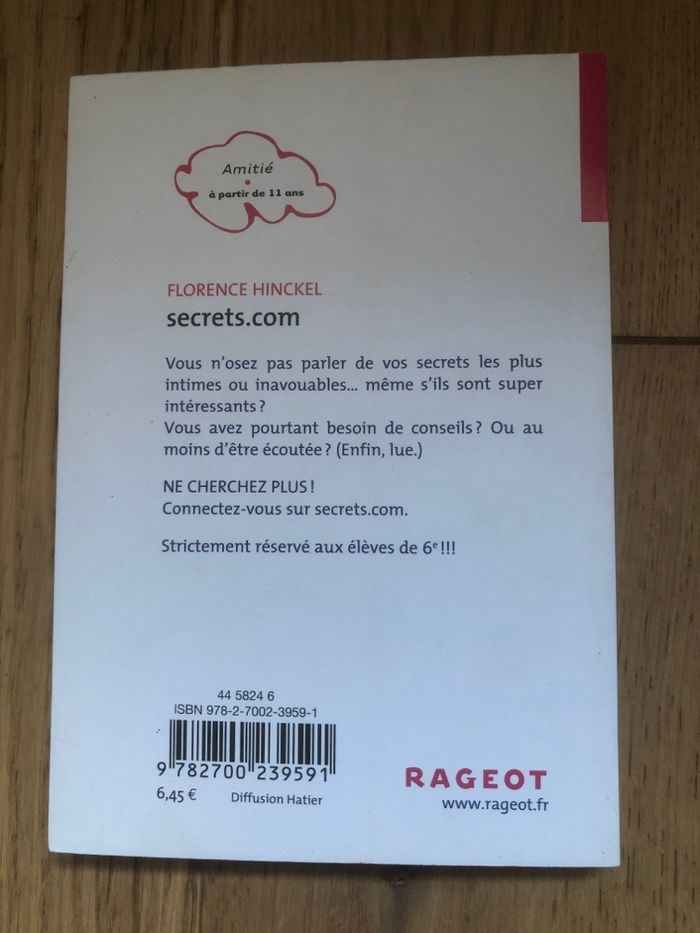 Amitié
•
à partir de 11 ans
FLORENCE HINCKEL
secrets.com
Vous n'osez pas parler de vos secrets les plus
intimes ou inavouables... même s'ils sont super
intéressants ?
Vous avez pourtant besoin de conseils ? Ou au
moins d'être écoutée ? (Enfin, lue.)
NE CHERCHEZ PLUS !
Connectez-vous sur secrets.com.
Strictement réservé aux élèves de 6e !!!
44 5824 6
ISBN 978-2-7002-3959-1
9 782700 239591
6,45 € Diffusion Hatier
RAGEOT
www.rageot.fr